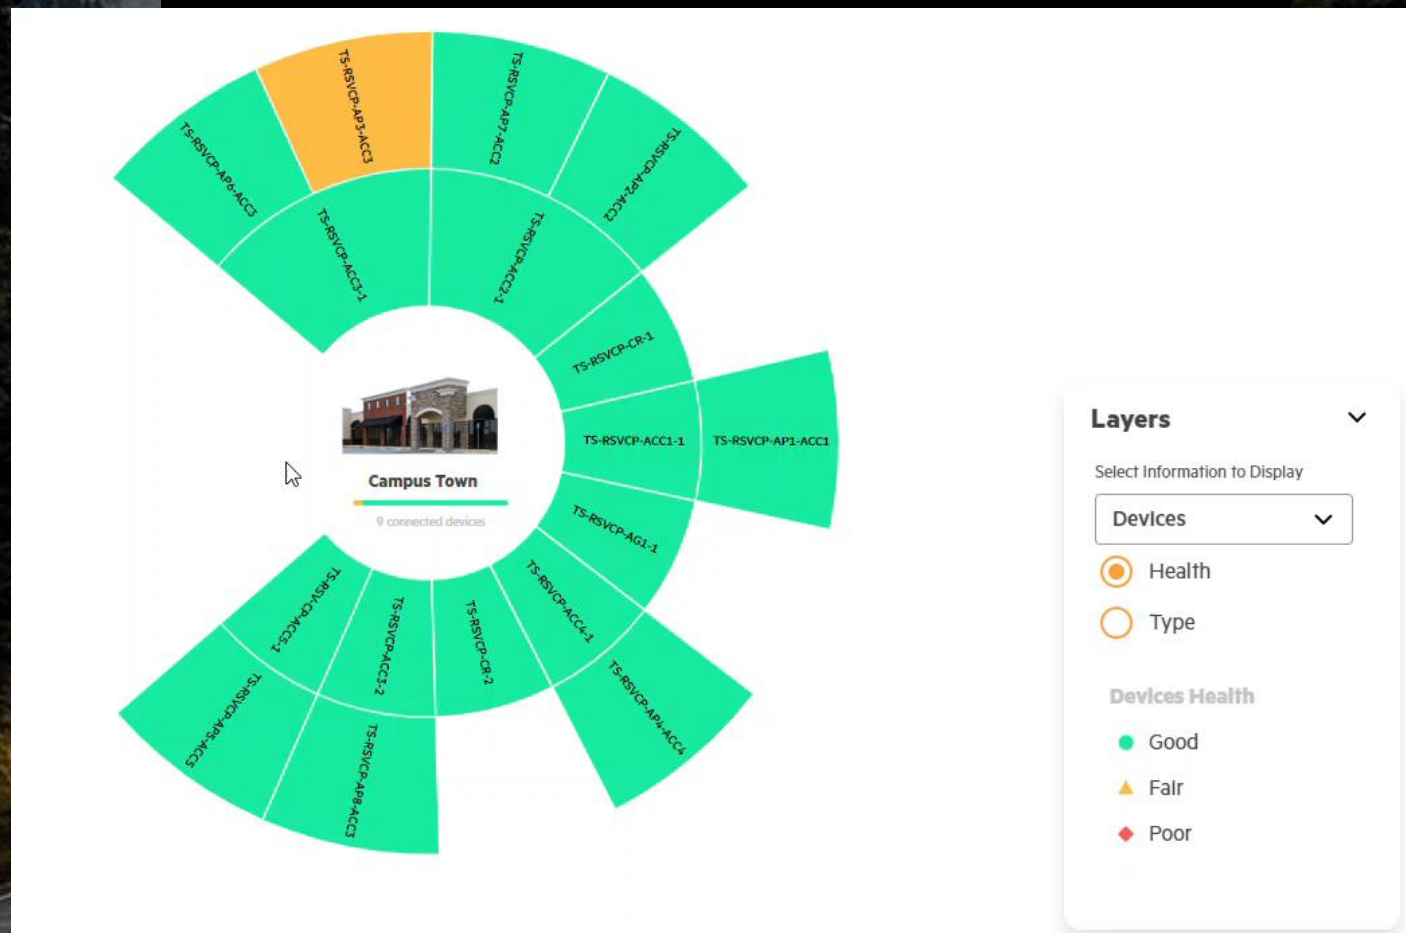 TS-RSVCP-AP6-ACC3
TS-RSVCP-AP3-ACC3
TS-RSVCP-AP7-ACC2
TS-RSVCP-AP2-ACC2
TS-RSVCP-ACC3-1
TS-RSVCP-ACC2-1
TS-RSVCP-CR-1
TS-RSVCP-ACC1-1
TS-RSVCP-AP1-ACC1
TS-RSVCP-AG1-1
TS-RSVCP-ACC4-1
TS-RSVCP-AP4-ACC4
TS-RSVCP-CR-2
TS-RSVCP-ACC3-2
TS-RSVCP-AP8-ACC3
TS-RSV-CP-ACC5-1
TS-RSVCP-AP5-ACC5
Campus Town
9 connected devices
Layers
Select Information to Display
Devices
Health
Type
Devices Health
Good
Fair
Poor